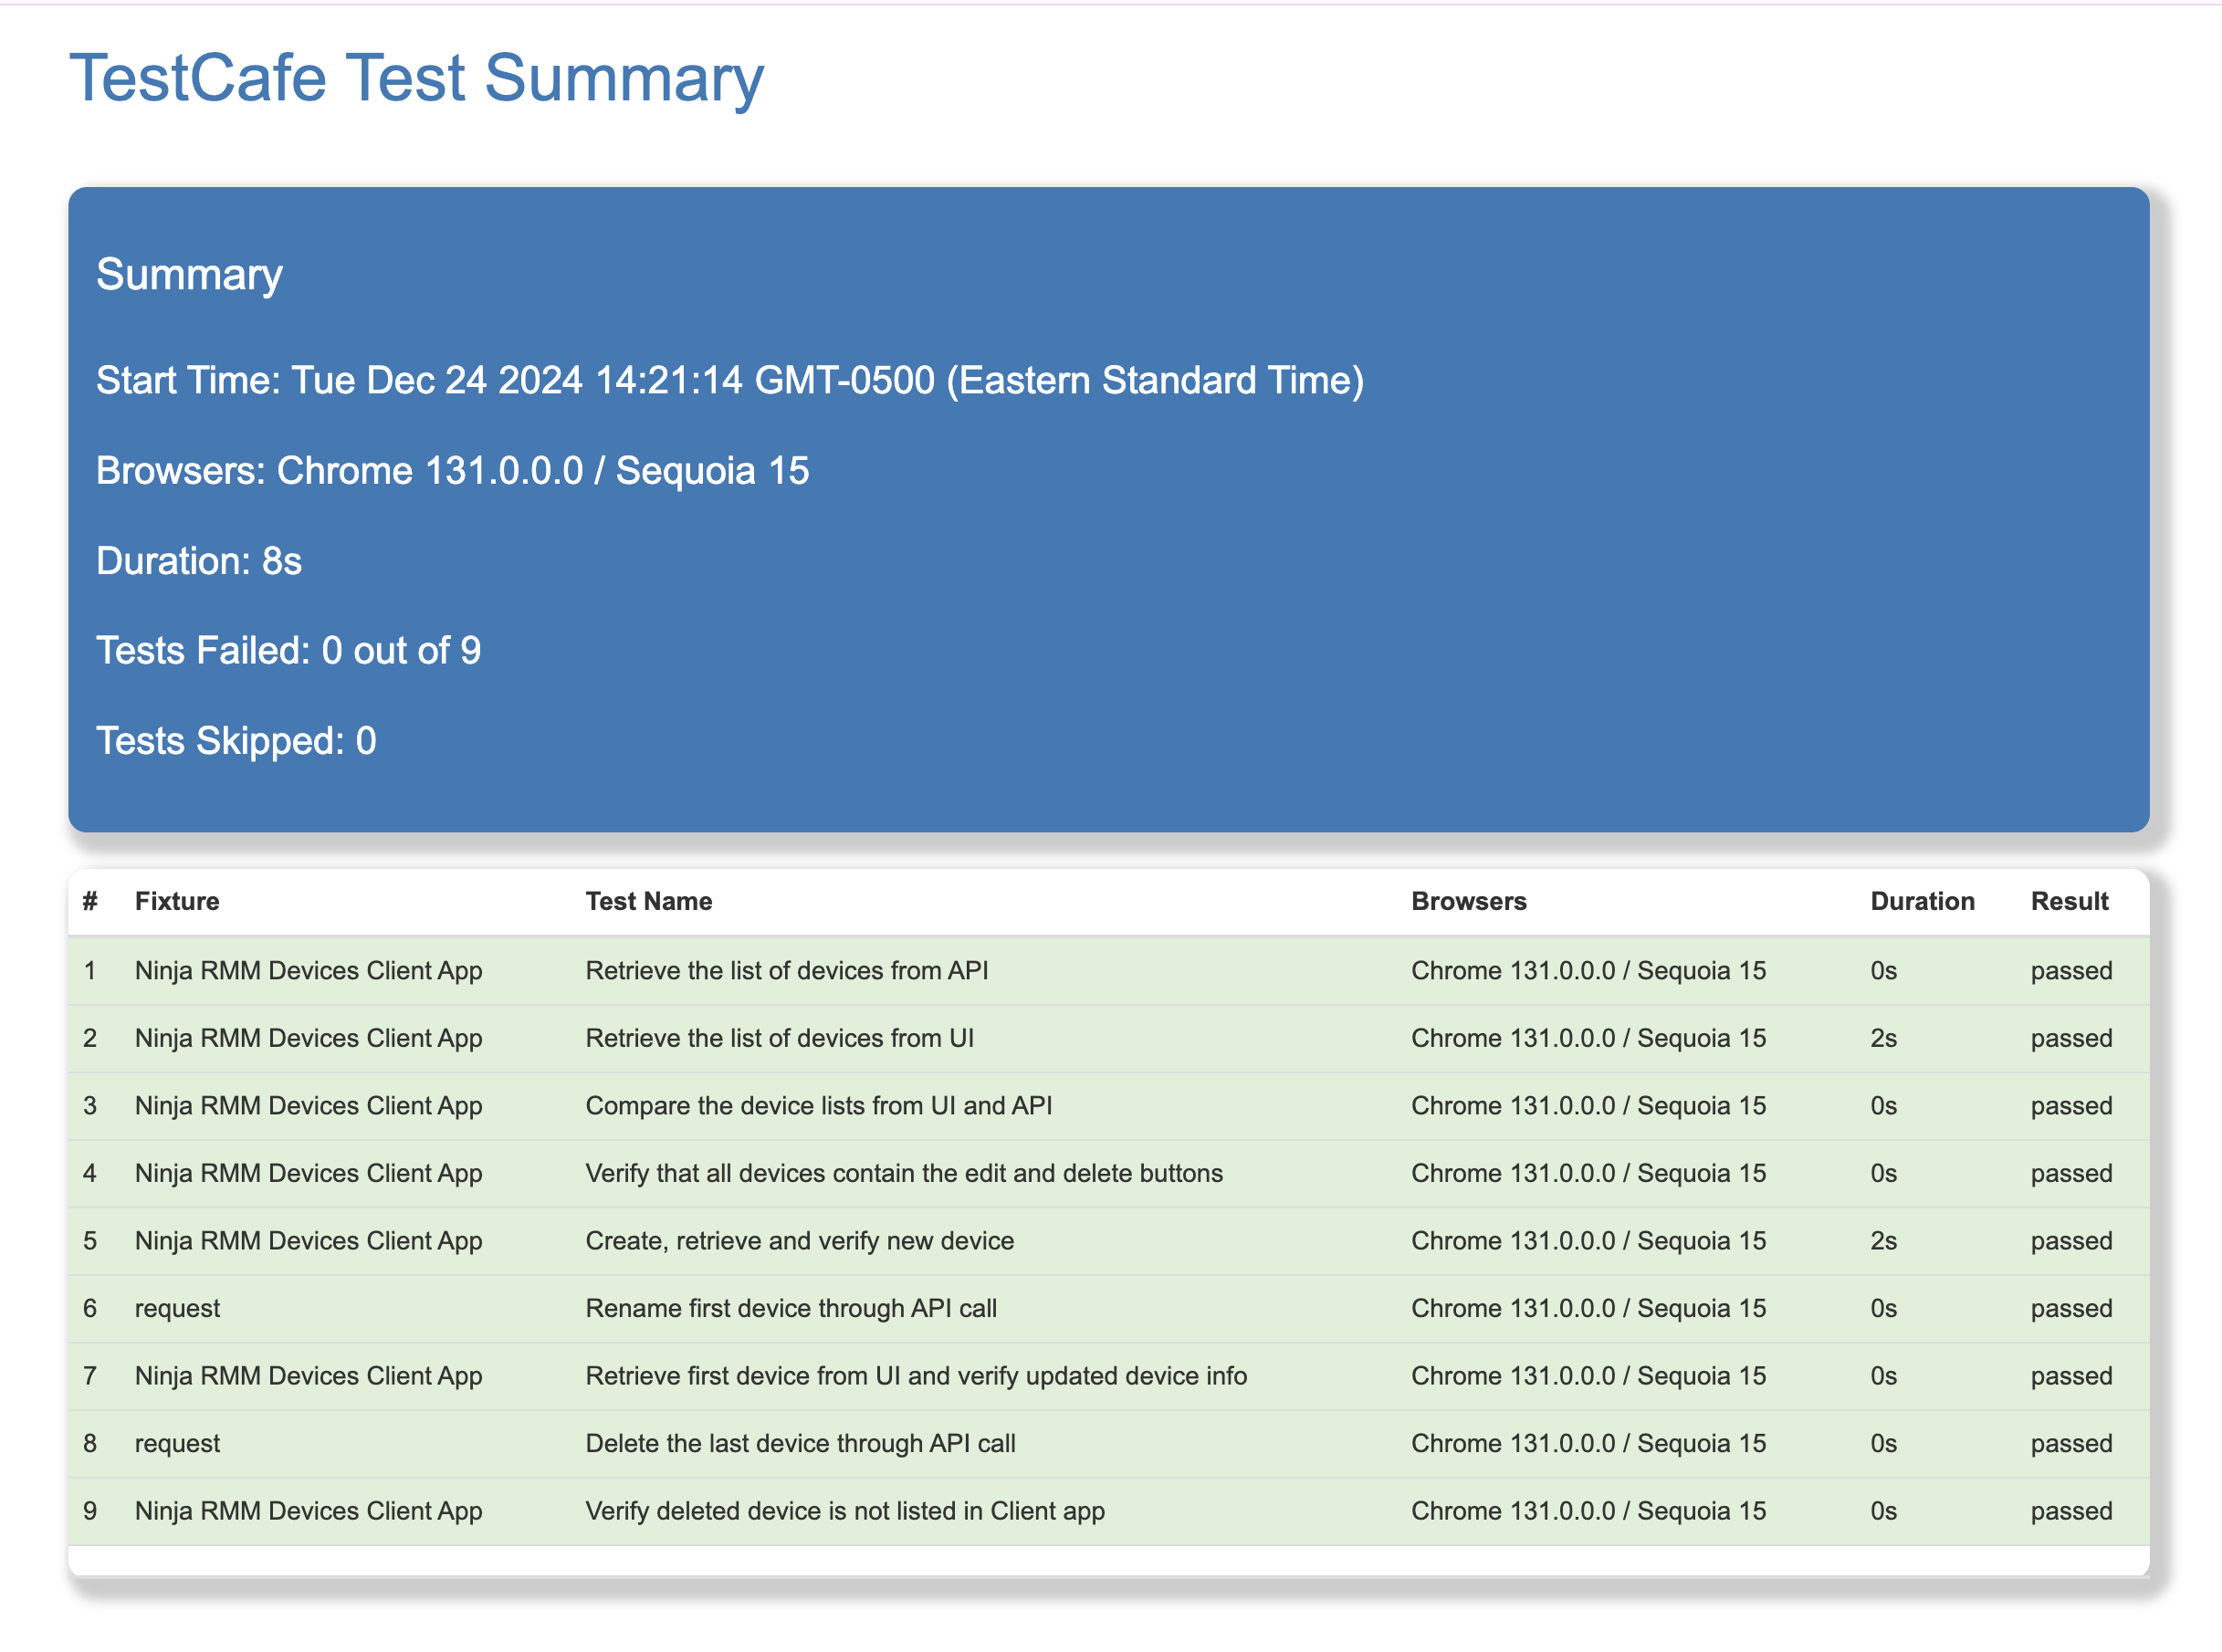 TestCafe Test Summary
Summary
Start Time: Tue Dec 24 2024 14:21:14 GMT-0500 (Eastern Standard Time)
Browsers: Chrome 131.0.0.0 / Sequoia 15
Duration: 8s
Tests Failed: 0 out of 9
Tests Skipped: 0
# Fixture Test Name Browsers Duration Result
1 Ninja RMM Devices Client App Retrieve the list of devices from API Chrome 131.0.0.0 / Sequoia 15 0s passed
2 Ninja RMM Devices Client App Retrieve the list of devices from UI Chrome 131.0.0.0 / Sequoia 15 2s passed
3 Ninja RMM Devices Client App Compare the device lists from UI and API Chrome 131.0.0.0 / Sequoia 15 0s passed
4 Ninja RMM Devices Client App Verify that all devices contain the edit and delete buttons Chrome 131.0.0.0 / Sequoia 15 0s passed
5 Ninja RMM Devices Client App Create, retrieve and verify new device Chrome 131.0.0.0 / Sequoia 15 2s passed
6 request Rename first device through API call Chrome 131.0.0.0 / Sequoia 15 0s passed
7 Ninja RMM Devices Client App Retrieve first device from UI and verify updated device info Chrome 131.0.0.0 / Sequoia 15 0s passed
8 request Delete the last device through API call Chrome 131.0.0.0 / Sequoia 15 0s passed
9 Ninja RMM Devices Client App Verify deleted device is not listed in Client app Chrome 131.0.0.0 / Sequoia 15 0s passed